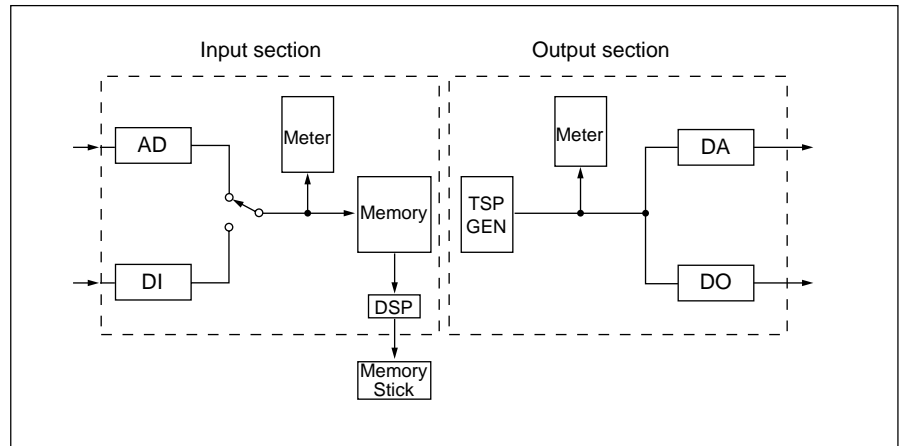 Input section
Output section
AD
Meter
Memory
DI
DSP
Memory
Stick
Meter
TSP
GEN
DA
DO